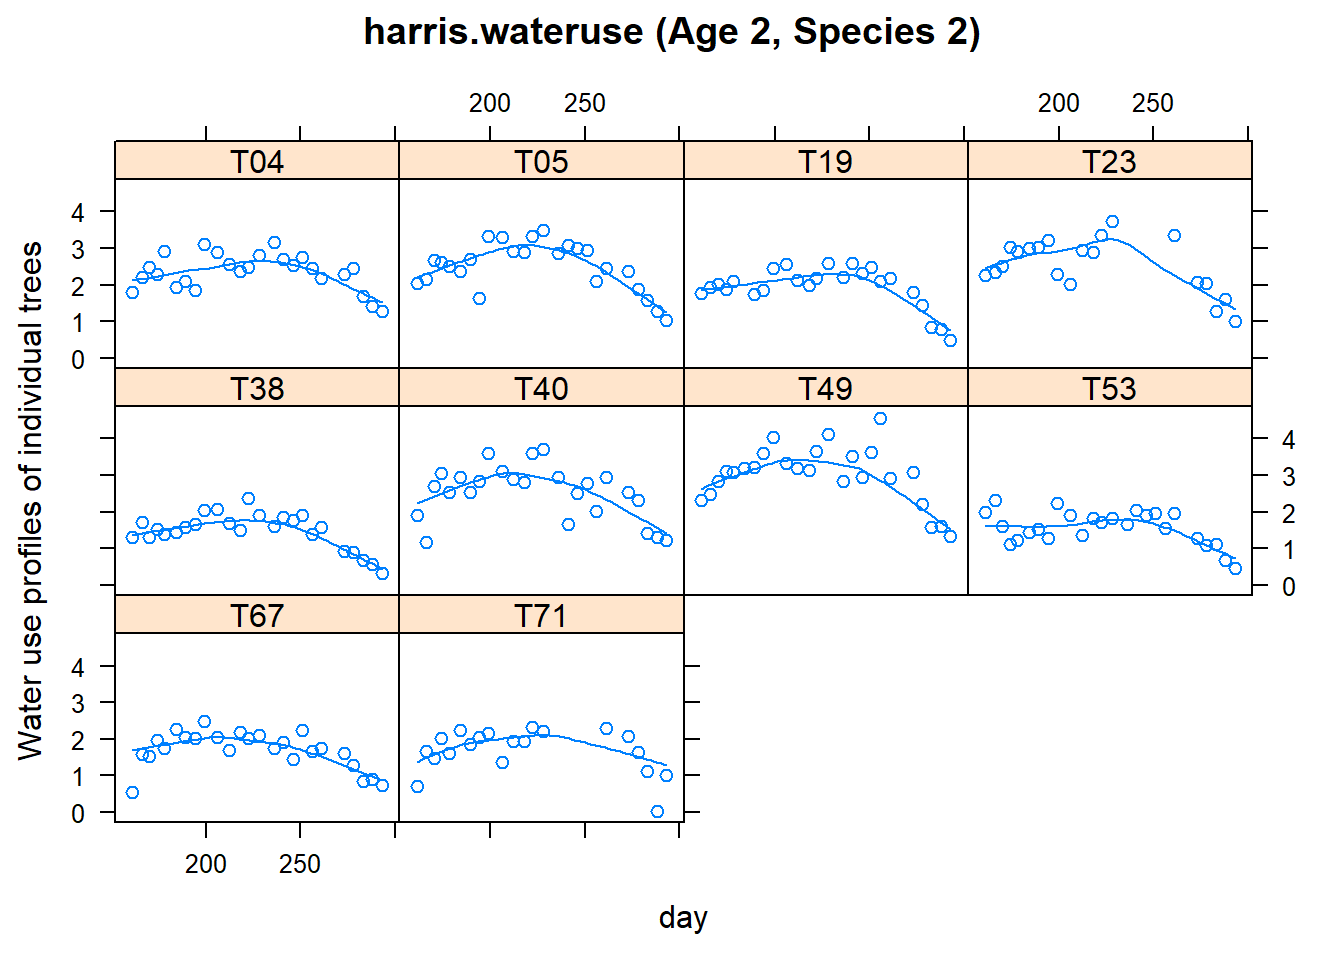 harris.wateruse (Age 2, Species 2)
200 250 200 250
T04 T05 T19 T23
4
3
2
1
0
T38 T40 T49 T53
4
3
2
1
0
T67 T71
4
3
2
1
0
200 250
day
Water use profiles of individual trees